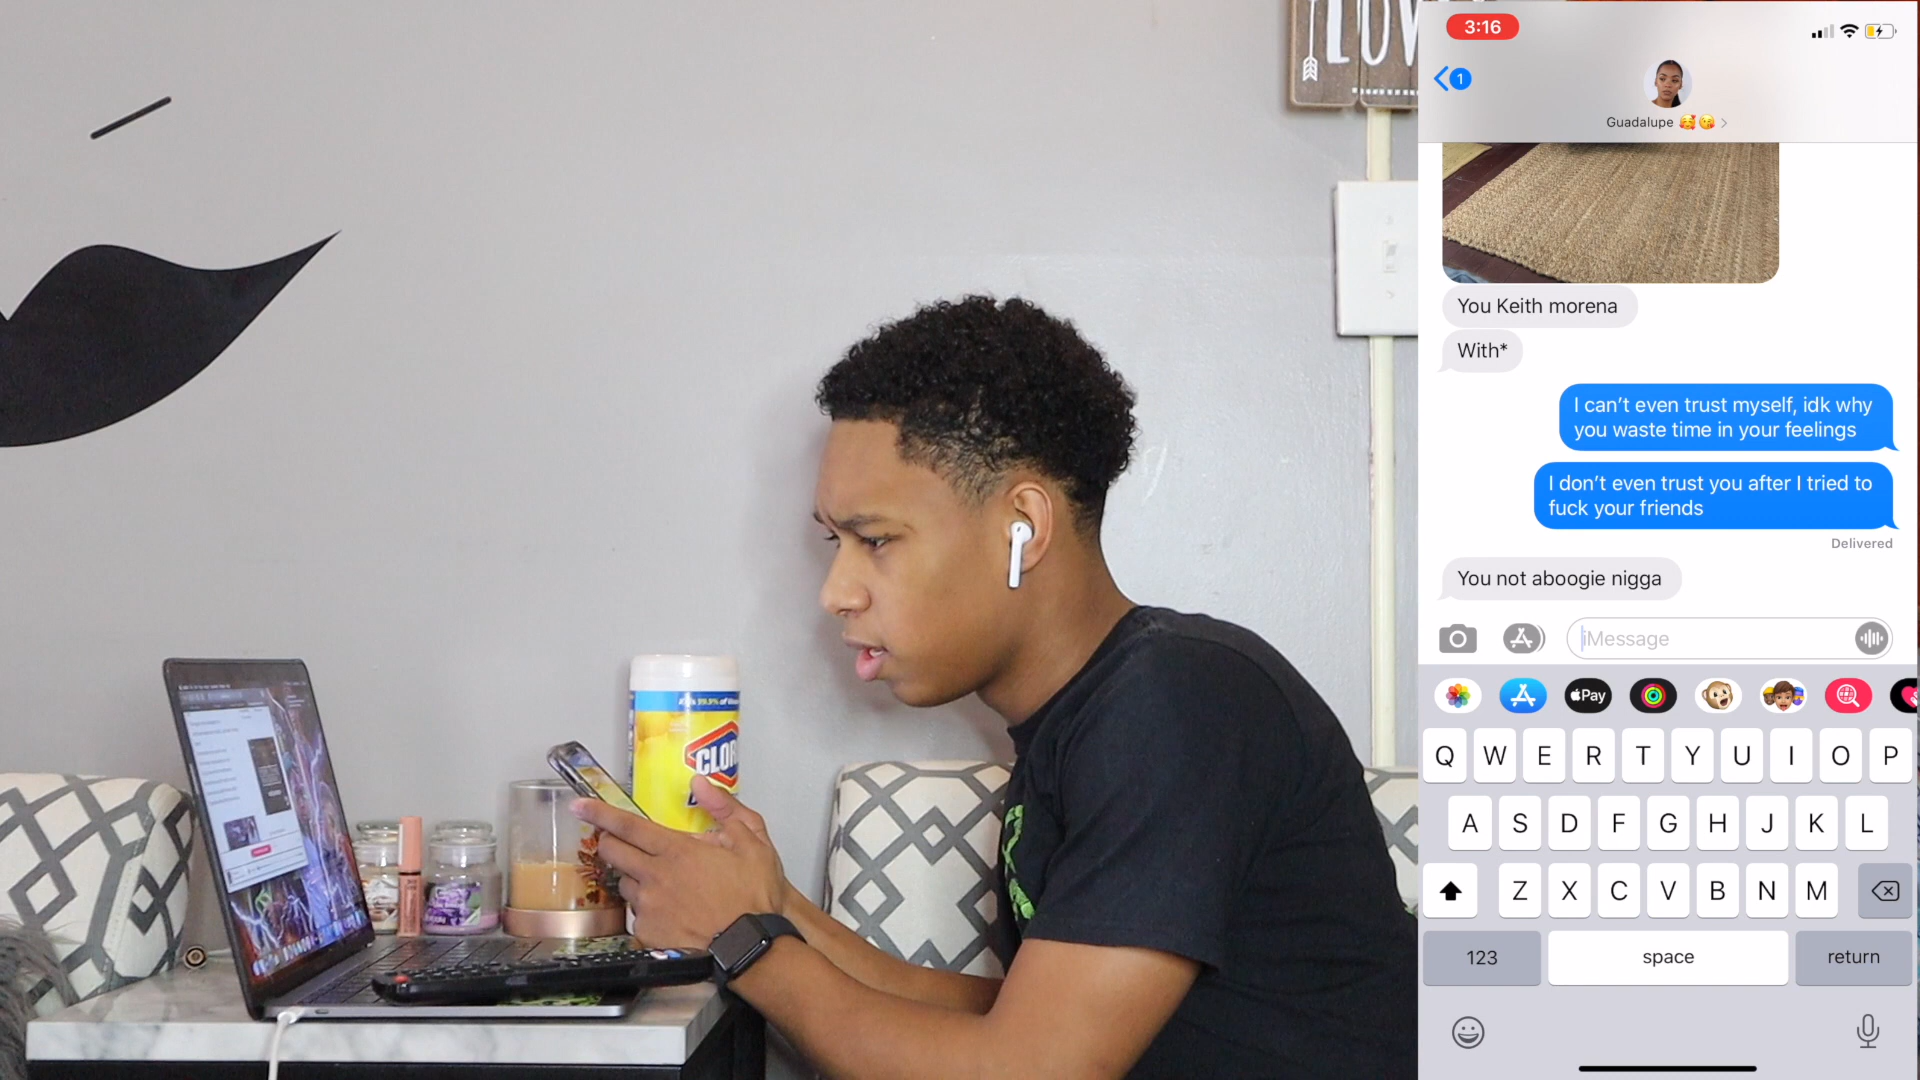 LOV
CLOR
3:16
1
Guadalupe 🥰😘 >
You Keith morena
With*
I can’t even trust myself, idk why
you waste time in your feelings
I don’t even trust you after I tried to
fuck your friends
Delivered
You not aboogie nigga
iMessage
Pay
Q W E R T Y U I O P
A S D F G H J K L
Z X C V B N M
123 space return